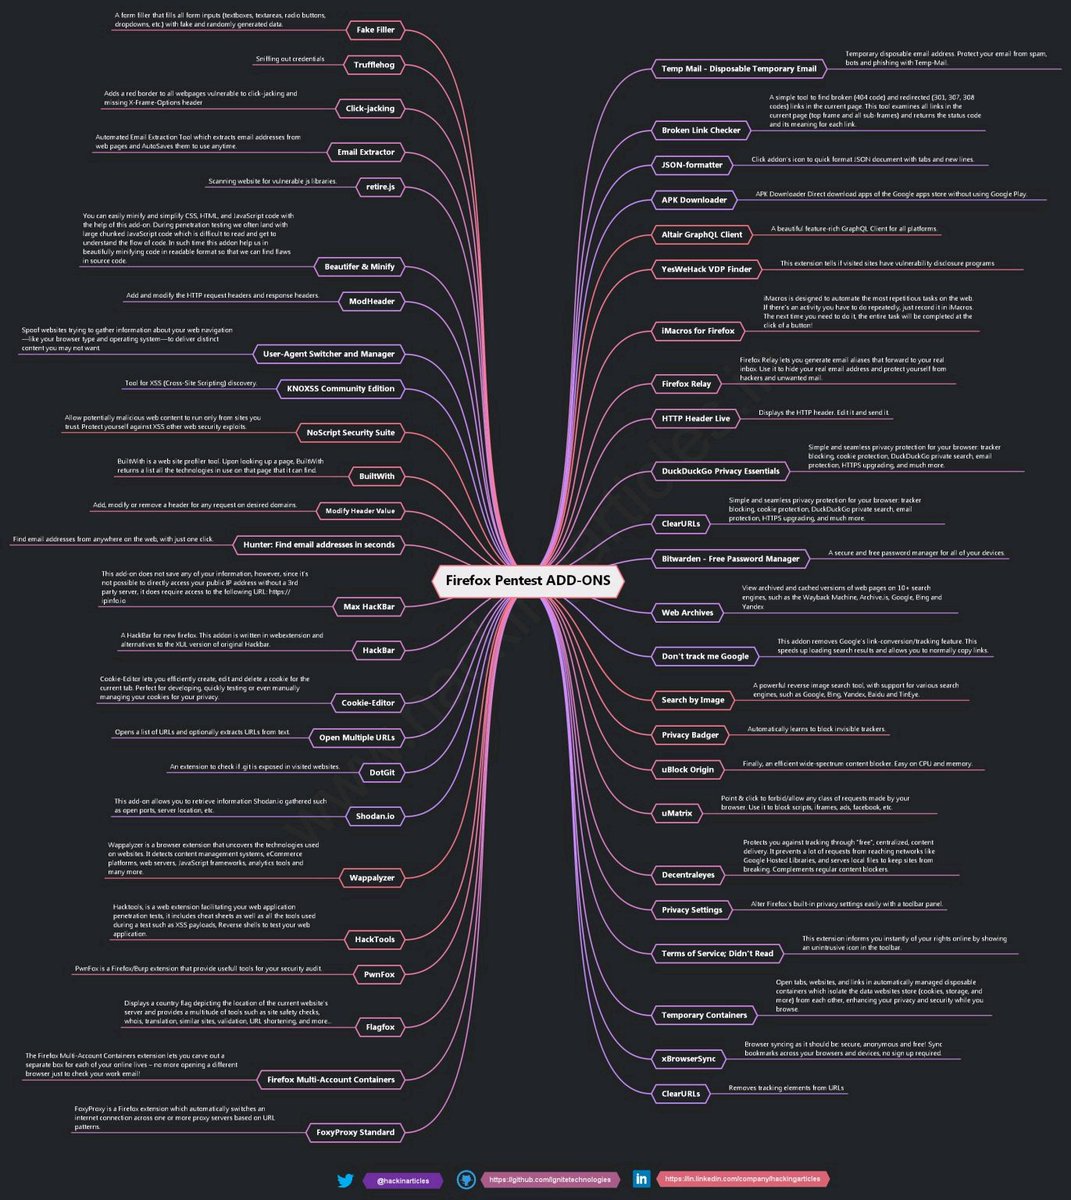 A form filler that fills all form inputs (textboxes, textareas, radio buttons,
dropdowns, etc) with fake and randomly generated data.
Fake Filler
Sniffling out credentials
Trufflehog
Adds a red border to all webpages vulnerable to click-jacking and
missing X-Frame-Options header
Click-jacking
Automated Email Extraction Tool which extracts email addresses from
web pages and AutoSaves them to use anytime.
Email Extractor
Scanning website for vulnerable js libraries.
retire.js
You can easily minify and simplify CSS, HTML, and JavaScript code with
the help of this add-on. During penetration testing we often land with
large chunked JavaScript code which is difficult to read and get to
understand the flow of code. In such time this addon help us in
beautifully minifying code in readable format so that we can find flaws
in source code.
Beautifer & Minify
Add and modify the HTTP request headers and response headers.
ModHeader
Spoof websites trying to gather information about your web navigation
—like your browser type and operating system—to deliver distinct
content you may not want.
User-Agent Switcher and Manager
Tool for XSS (Cross-Site Scripting) discovery.
KNOXSS Community Edition
Allow potentially malicious web content to run only from sites you
trust. Protect yourself against XSS other web security exploits.
NoScript Security Suite
BuiltWith is a web site profiler tool. Upon looking up a page, BuiltWith
returns a list all the technologies in use on that page that it can find.
BuiltWith
Add, modify or remove a header for any request on desired domains.
Modify Header Value
Find email addresses from anywhere on the web, with just one click.
Hunter: Find email addresses in seconds
This add-on does not save any of your information, however, since it's
not possible to directly access your public IP address without a 3rd
party server, it does require access to the following URL: https://
ipinfo.io
Max HacKBar
A HackBar for new firefox. This addon is written in webextension and
alternatives to the XUL version of original Hackbar.
HackBar
Cookie-Editor lets you efficiently create, edit and delete a cookie for the
current tab. Perfect for developing, quickly testing or even manually
managing your cookies for your privacy.
Cookie-Editor
Opens a list of URLs and optionally extracts URLs from text.
Open Multiple URLs
An extension to check if .git is exposed in visited websites.
DotGit
This add-on allows you to retrieve information Shodan.io gathered such
as open ports, server location, etc.
Shodan.io
Wappalyzer is a browser extension that uncovers the technologies used
on websites. It detects content management systems, eCommerce
platforms, web servers, JavaScript frameworks, analytics tools and
many more.
Wappalyzer
Hacktools, is a web extension facilitating your web application
penetration tests, it includes cheat sheets as well as all the tools used
during a test such as XSS payloads, Reverse shells to test your web
application.
HackTools
PwnFox is a Firefox/Burp extension that provide usefull tools for your security audit.
PwnFox
Displays a country flag depicting the location of the current website's
server and provides a multitude of tools such as site safety checks,
whois, translation, similar sites, validation, URL shortening, and more...
Flagfox
The Firefox Multi-Account Containers extension lets you carve out a
separate box for each of your online lives – no more opening a different
browser just to check your work email!
Firefox Multi-Account Containers
FoxyProxy is a Firefox extension which automatically switches an
internet connection across one or more proxy servers based on URL
patterns.
FoxyProxy Standard
Firefox Pentest ADD-ONS
Temp Mail - Disposable Temporary Email
Temporary disposable email address. Protect your email from spam,
bots and phishing with Temp-Mail.
Broken Link Checker
A simple tool to find broken (404 code) and redirected (301, 307, 308
codes) links in the current page. This tool examines all links in the
current page (top frame and all sub-frames) and returns the status code
and its meaning for each link.
JSON-formatter
Click addon's icon to quick format JSON document with tabs and new lines.
APK Downloader
APK Downloader Direct download apps of the Google apps store without using Google Play.
Altair GraphQL Client
A beautiful feature-rich GraphQL Client for all platforms.
YesWeHack VDP Finder
This extension tells if visited sites have vulnerability disclosure programs
iMacros for Firefox
iMacros is designed to automate the most repetitious tasks on the web.
If there's an activity you have to do repeatedly, just record it in iMacros.
The next time you need to do it, the entire task will be completed at the
click of a button!
Firefox Relay
Firefox Relay lets you generate email aliases that forward to your real
inbox. Use it to hide your real email address and protect yourself from
hackers and unwanted mail.
HTTP Header Live
Displays the HTTP header. Edit it and send it.
DuckDuckGo Privacy Essentials
Simple and seamless privacy protection for your browser: tracker
blocking, cookie protection, DuckDuckGo private search, email
protection, HTTPS upgrading, and much more.
ClearURLs
Simple and seamless privacy protection for your browser: tracker
blocking, cookie protection, DuckDuckGo private search, email
protection, HTTPS upgrading, and much more.
Bitwarden - Free Password Manager
A secure and free password manager for all of your devices.
Web Archives
View archived and cached versions of web pages on 10+ search
engines, such as the Wayback Machine, Archive.is, Google, Bing and
Yandex
Don't track me Google
This addon removes Google's link-conversion/tracking feature. This
speeds up loading search results and allows you to normally copy links.
Search by Image
A powerful reverse image search tool, with support for various search
engines, such as Google, Bing, Yandex, Baidu and TinEye.
Privacy Badger
Automatically learns to block invisible trackers.
uBlock Origin
Finally, an efficient wide-spectrum content blocker. Easy on CPU and memory.
uMatrix
Point & click to forbid/allow any class of requests made by your
browser. Use it to block scripts, iframes, ads, facebook, etc.
Decentraleyes
Protects you against tracking through "free", centralized, content
delivery. It prevents a lot of requests from reaching networks like
Google Hosted Libraries, and serves local files to keep sites from
breaking. Complements regular content blockers.
Privacy Settings
Alter Firefox's built-in privacy settings easily with a toolbar panel.
Terms of Service; Didn't Read
This extension informs you instantly of your rights online by showing
an unintrusive icon in the toolbar.
Temporary Containers
Open tabs, websites, and links in automatically managed disposable
containers which isolate the data websites store (cookies, storage, and
more) from each other, enhancing your privacy and security while you
browse.
xBrowserSync
Browser syncing as it should be: secure, anonymous and free! Sync
bookmarks across your browsers and devices, no sign up required.
ClearURLs
Removes tracking elements from URLs
@hackinarticles
https://github.com/Ignitetechnologies
in
https://in.linkedin.com/company/hackingarticles